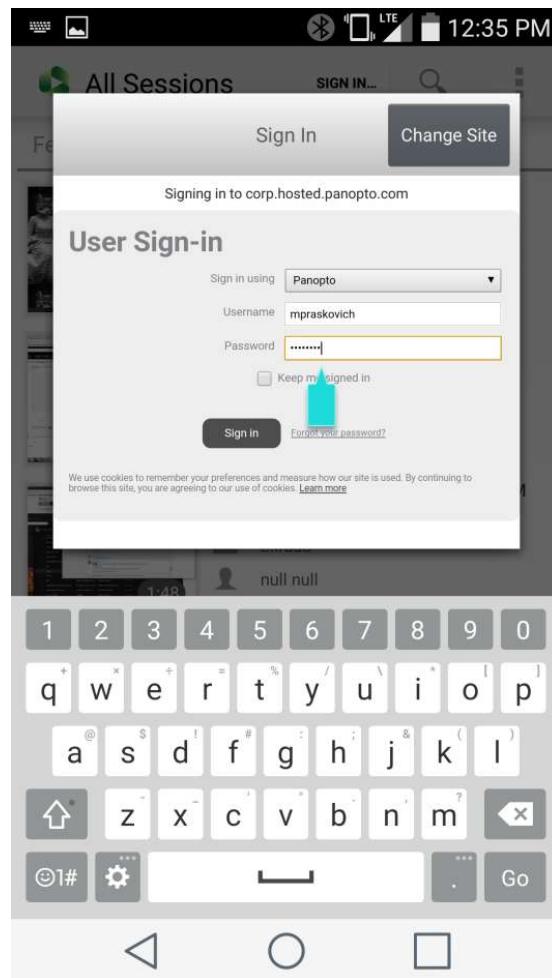 LTE 12:35 PM
All Sessions SIGN IN...
Fe
Sign In Change Site
Signing in to corp.hosted.panopto.com
User Sign-in
Sign in using Panopto
Username mpraskovich
Password ••••••••
Keep me signed in
Sign in Forgot your password?
We use cookies to remember your preferences and measure how our site is used. By continuing to
browse this site, you are agreeing to our use of cookies. Learn more
1:48 null null
1 2 3 4 5 6 7 8 9 0
+ × ÷ = % / \ * [ ]
q w e r t y u i o p
@ $ ! # : ; & ( )
a s d f g h j k l
z x c v b n m ?
☺1# . Go